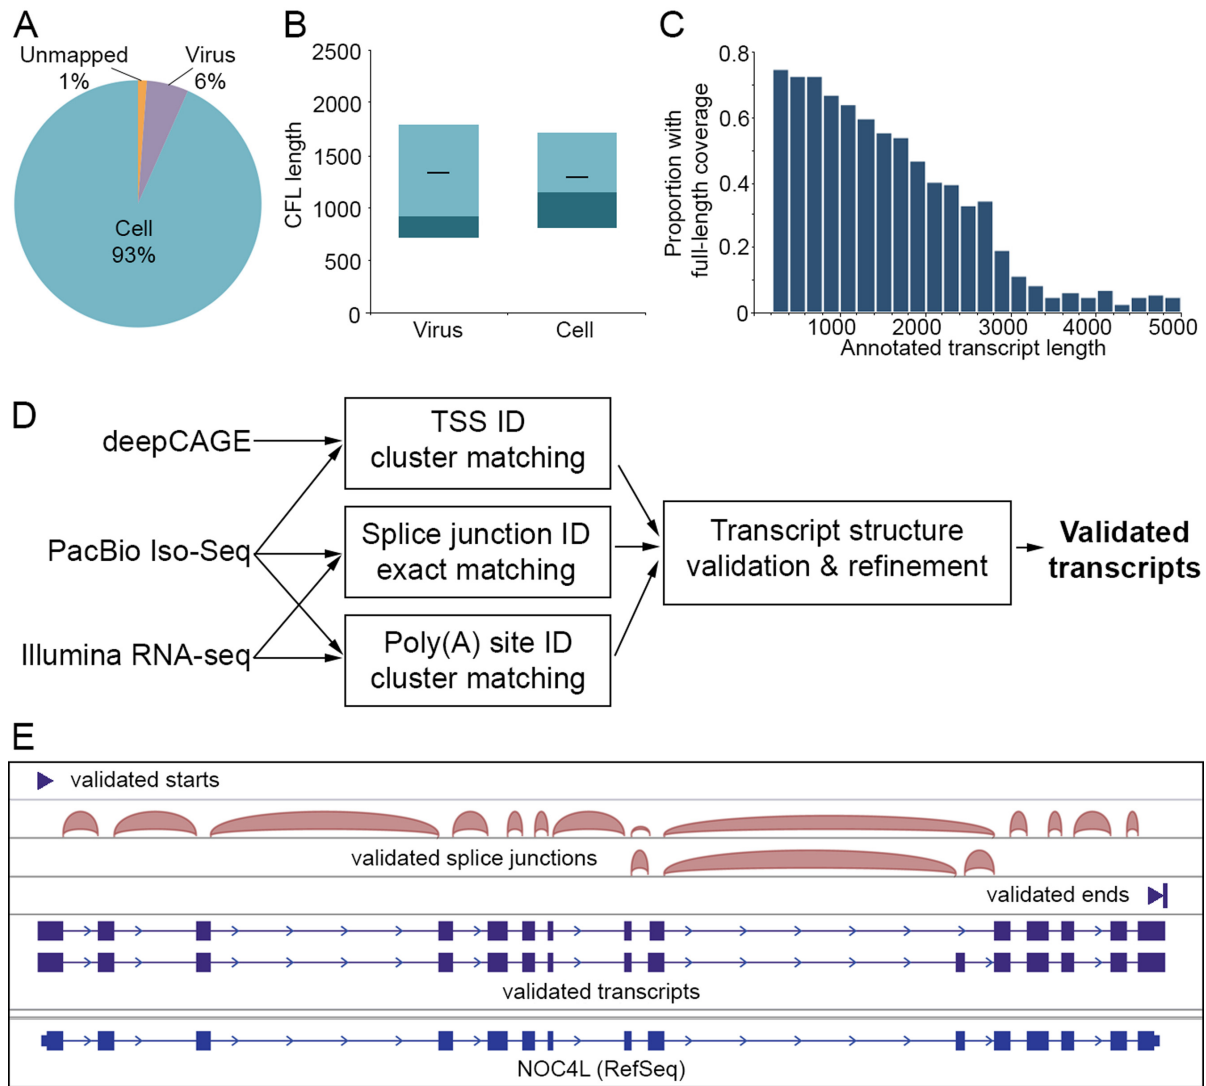 A
Unmapped
1%
Virus
6%
Cell
93%
B
CFL length
2500
2000
1500
1000
500
0
Virus
Cell
C
Proportion with
full-length coverage
0.8
0.6
0.4
0.2
0
1000
2000
3000
4000
5000
Annotated transcript length
D
deepCAGE
PacBio Iso-Seq
Illumina RNA-seq
TSS ID
cluster matching
Splice junction ID
exact matching
Poly(A) site ID
cluster matching
Transcript structure
validation & refinement
Validated
transcripts
E
validated starts
validated splice junctions
validated ends
validated transcripts
NOC4L (RefSeq)